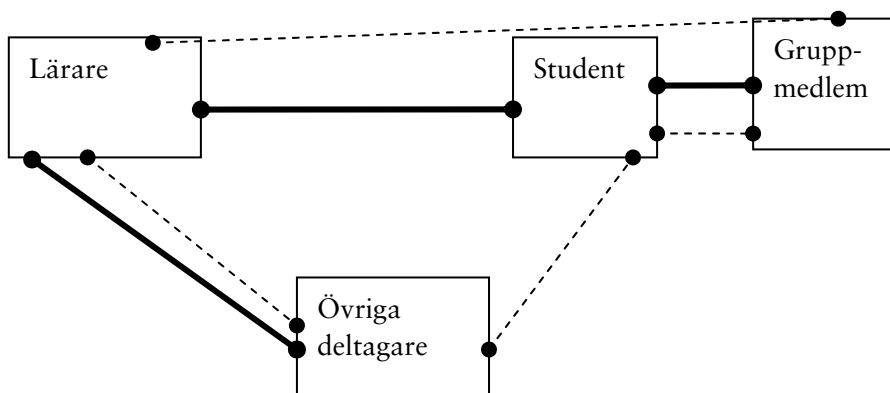 Lärare
Student
Grupp-
medlem
Övriga
deltagare